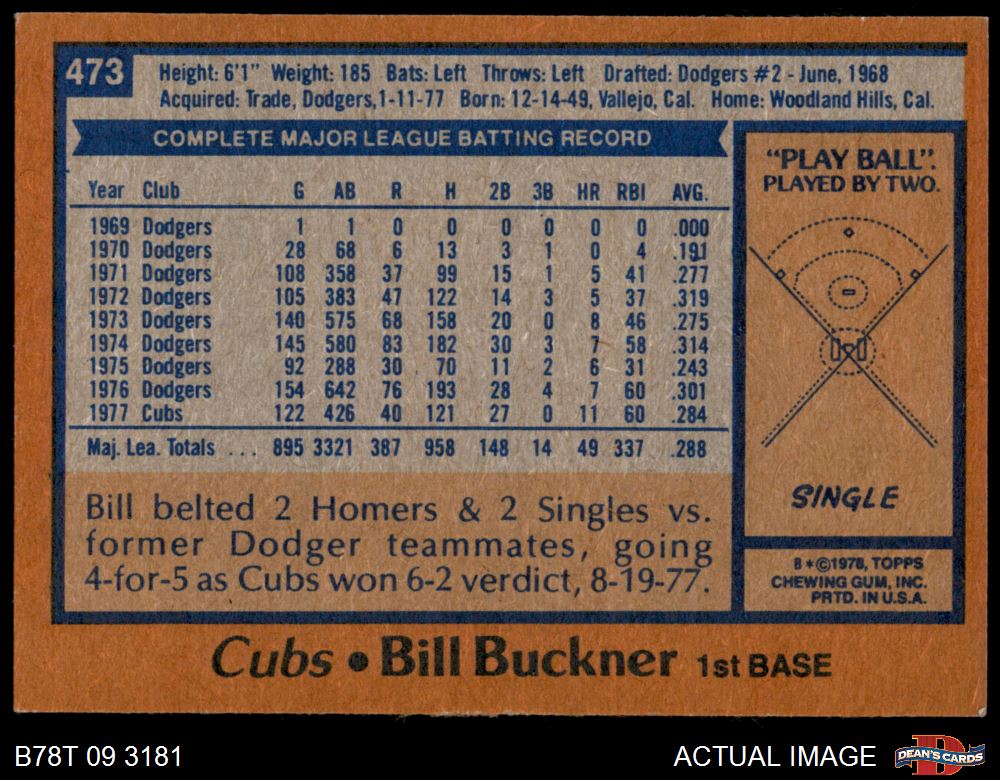 473
Height: 6'1" Weight: 185 Bats: Left Throws: Left Drafted: Dodgers #2 - June, 1968
Acquired: Trade, Dodgers,1-11-77 Born: 12-14-49, Vallejo, Cal. Home: Woodland Hills, Cal.
COMPLETE MAJOR LEAGUE BATTING RECORD
Year Club G AB R H 2B 3B HR RBI AVG.
1969 Dodgers 1 1 0 0 0 0 0 0 .000
1970 Dodgers 28 68 6 13 3 1 0 4 .191
1971 Dodgers 108 358 37 99 15 1 5 41 .277
1972 Dodgers 105 383 47 122 14 3 5 37 .319
1973 Dodgers 140 575 68 158 20 0 8 46 .275
1974 Dodgers 145 580 83 182 30 3 7 58 .314
1975 Dodgers 92 288 30 70 11 2 6 31 .243
1976 Dodgers 154 642 76 193 28 4 7 60 .301
1977 Cubs 122 426 40 121 27 0 11 60 .284
Maj. Lea. Totals ... 895 3321 387 958 148 14 49 337 .288
Bill belted 2 Homers & 2 Singles vs.
former Dodger teammates, going
4-for-5 as Cubs won 6-2 verdict, 8-19-77.
"PLAY BALL".
PLAYED BY TWO.
SINGLE
B*©1978, TOPPS
CHEWING GUM, INC.
PRTD. IN U.S.A.
Cubs • Bill Buckner 1st BASE
B78T 09 3181
ACTUAL IMAGE
DEAN'S CARDS